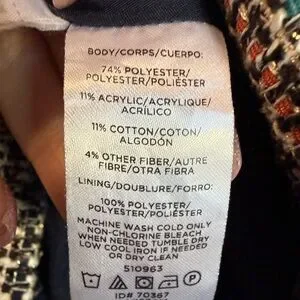 BODY/CORPS/CUERPO:
74% POLYESTER/
POLYESTER/POLIÉSTER
11% ACRYLIC/ACRYLIQUE/
ACRÍLICO
11% COTTON/COTON/
ALGODÓN
4% OTHER FIBER/AUTRE
FIBRE/OTRA FIBRA
LINING/DOUBLURE/FORRO:
100% POLYESTER/
POLYESTER/POLIÉSTER
MACHINE WASH COLD ONLY
NON-CHLORINE BLEACH
WHEN NEEDED TUMBLE DRY
LOW COOL IRON IF NEEDED
OR DRY CLEAN
510963
ID# 70367